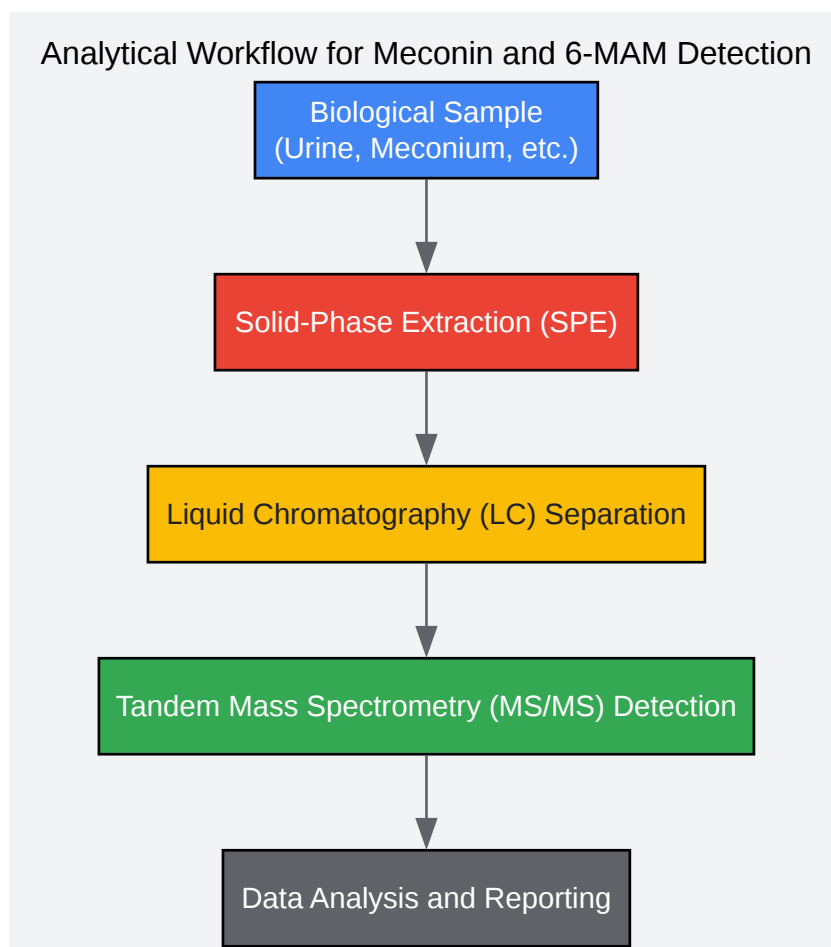 Analytical Workflow for Meconin and 6-MAM Detection
Biological Sample
(Urine, Meconium, etc.)
Solid-Phase Extraction (SPE)
Liquid Chromatography (LC) Separation
Tandem Mass Spectrometry (MS/MS) Detection
Data Analysis and Reporting